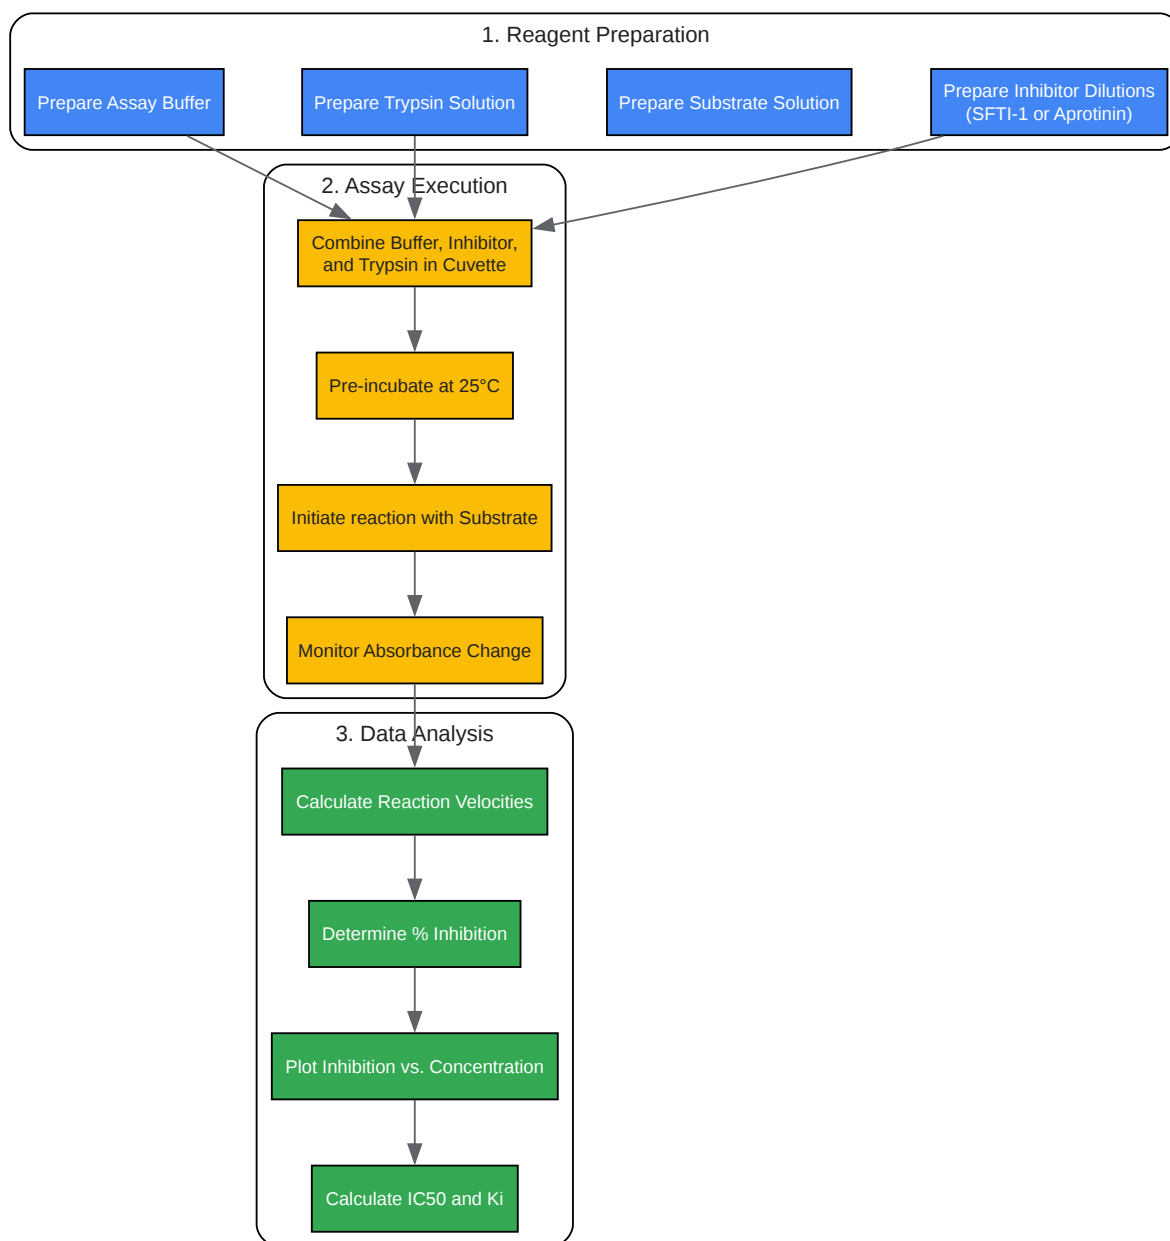 1. Reagent Preparation
Prepare Assay Buffer
Prepare Trypsin Solution
Prepare Substrate Solution
Prepare Inhibitor Dilutions
(SFTI-1 or Aprotinin)
2. Assay Execution
Combine Buffer, Inhibitor,
and Trypsin in Cuvette
Pre-incubate at 25°C
Initiate reaction with Substrate
Monitor Absorbance Change
3. Data Analysis
Calculate Reaction Velocities
Determine % Inhibition
Plot Inhibition vs. Concentration
Calculate IC50 and Ki